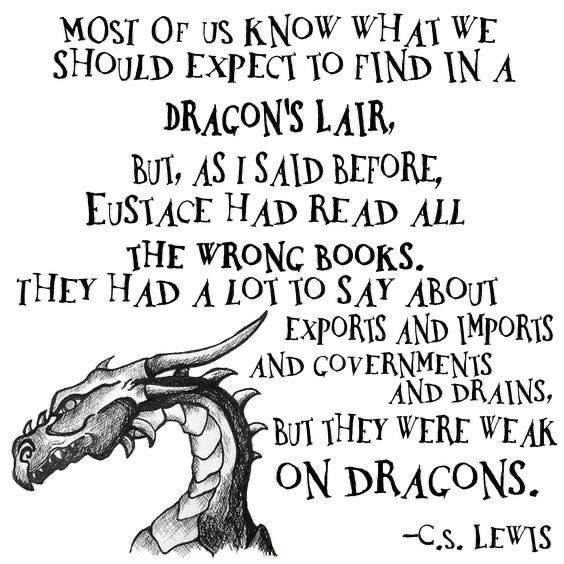 MOST OF US KNOW WHAT WE
SHOULD EXPECT TO FIND IN A
DRAGON'S LAIR,
BUT, AS I SAID BEFORE,
EUSTACE HAD READ ALL
THE WRONG BOOKS.
THEY HAD A LOT TO SAY ABOUT
EXPORTS AND IMPORTS
AND GOVERNMENTS
AND DRAINS,
BUT THEY WERE WEAK
ON DRAGONS.
-C.S. LEWIS